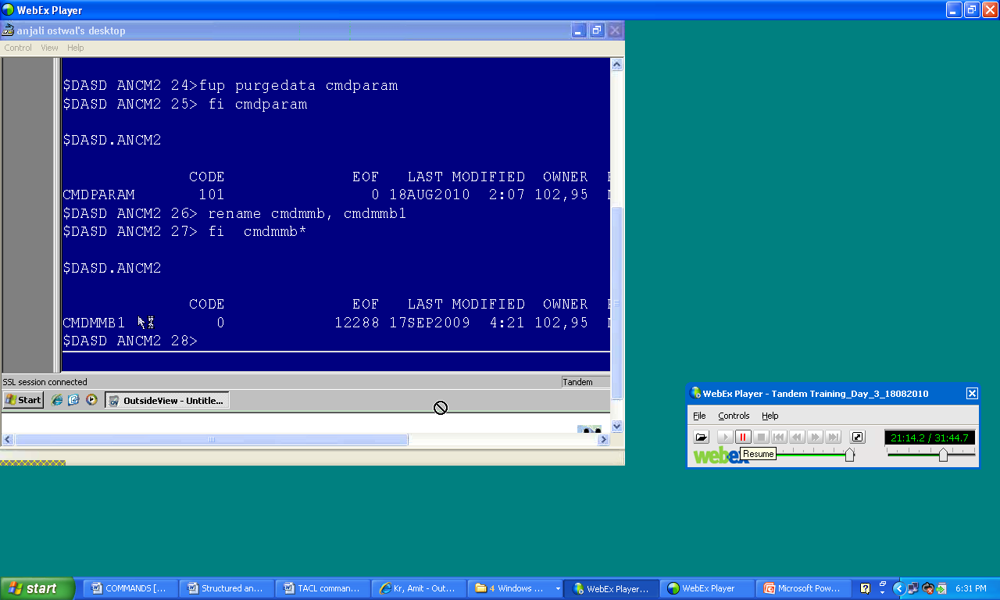 WebEx Player
anjali ostwal's desktop
Control View Help
$DASD ANCM2 24>fup purgedata cmdparam
$DASD ANCM2 25> fi cmdparam
$DASD.ANCM2
CODE EOF LAST MODIFIED OWNER
CMDPARAM 101 0 18AUG2010 2:07 102,95
$DASD ANCM2 26> rename cmdmmb, cmdmmb1
$DASD ANCM2 27> fi cmdmmb*
$DASD.ANCM2
CODE EOF LAST MODIFIED OWNER
CMDMMB1 0 12288 17SEP2009 4:21 102,95
$DASD ANCM2 28>
SSL session connected Tandem
Start OutsideView - Untitle...
WebEx Player - Tandem Training_Day_3_18082010
File Controls Help
21:14.2 / 31:44.7
webex
Resume
start COMMANDS [... Structured an... TACL comman... Kr, Amit - Out... 4 Windows ... WebEx Player... WebEx Player Microsoft Pow... 6:31 PM